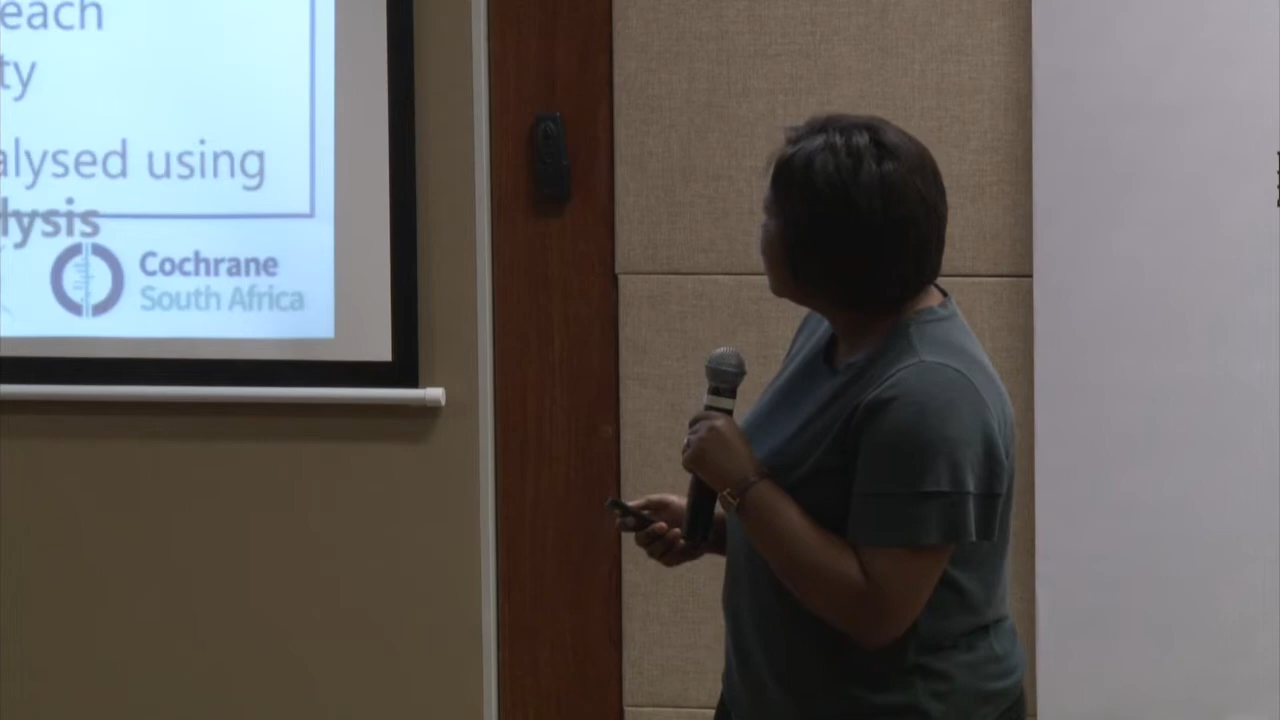 each
ty
alysed using
lysis
Cochrane
South Africa